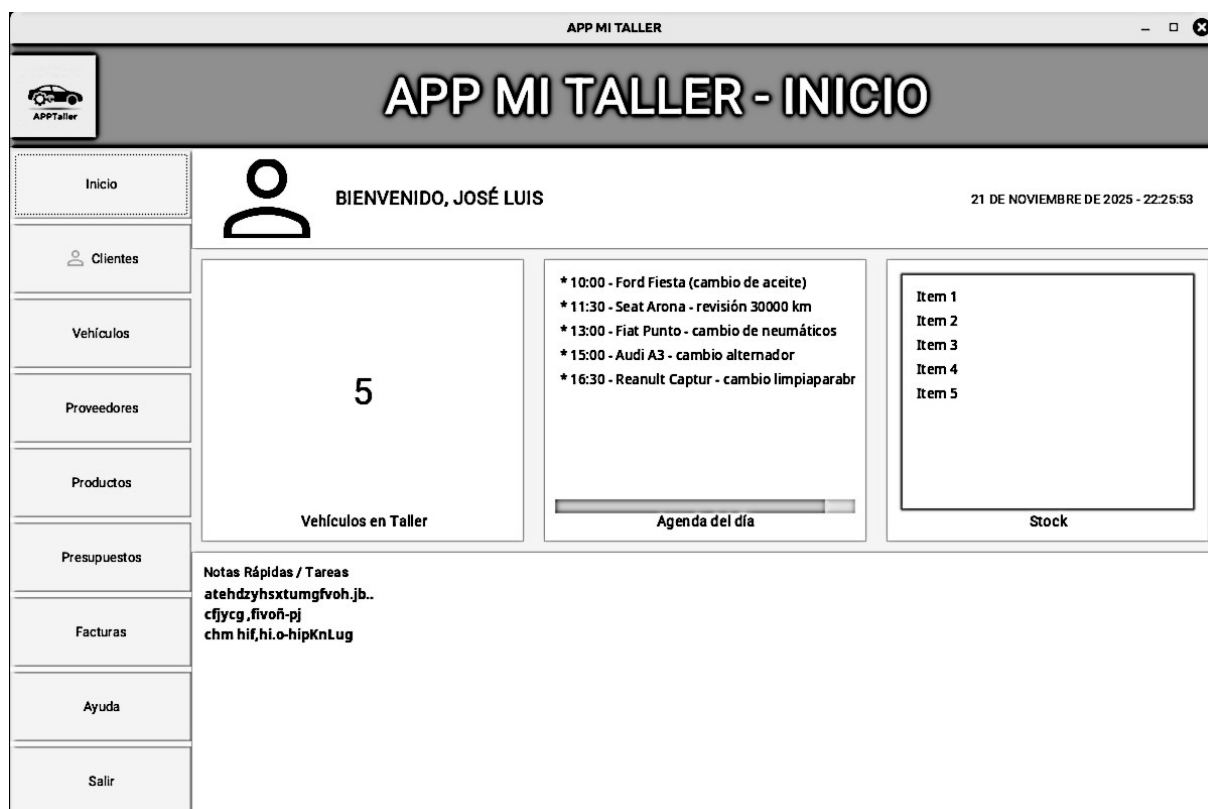 APP MI TALLER
APPTaller
APP MI TALLER - INICIO
Inicio
Clientes
Vehículos
Proveedores
Productos
Presupuestos
Facturas
Ayuda
Salir
BIENVENIDO, JOSÉ LUIS
21 DE NOVIEMBRE DE 2025 - 22:25:53
5
Vehículos en Taller
* 10:00 - Ford Fiesta (cambio de aceite)
* 11:30 - Seat Arona - revisión 30000 km
* 13:00 - Fiat Punto - cambio de neumáticos
* 15:00 - Audi A3 - cambio alternador
* 16:30 - Reanult Captur - cambio limpiaparabr
Agenda del día
Item 1
Item 2
Item 3
Item 4
Item 5
Stock
Notas Rápidas / Tareas
atehdzyhsxtumgfvoh.jb..
cfjycg ,fivoñ-pj
chm hif,hi.o-hipKnLug